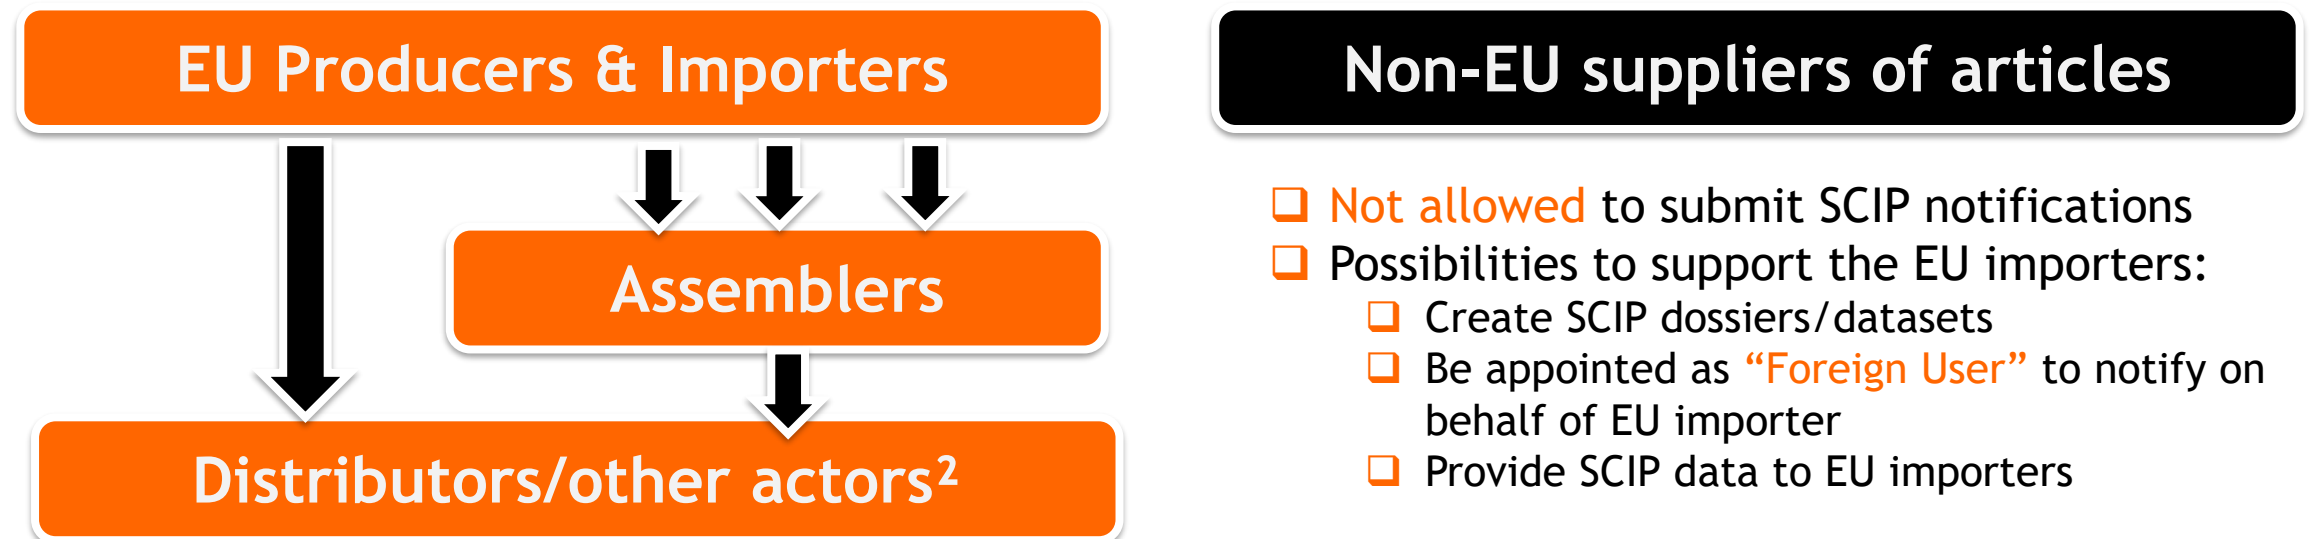 EU Producers & Importers
Assemblers
Distributors/other actors²
Non-EU suppliers of articles
Not allowed to submit SCIP notifications
Possibilities to support the EU importers:
Create SCIP dossiers/datasets
Be appointed as “Foreign User” to notify on
behalf of EU importer
Provide SCIP data to EU importers